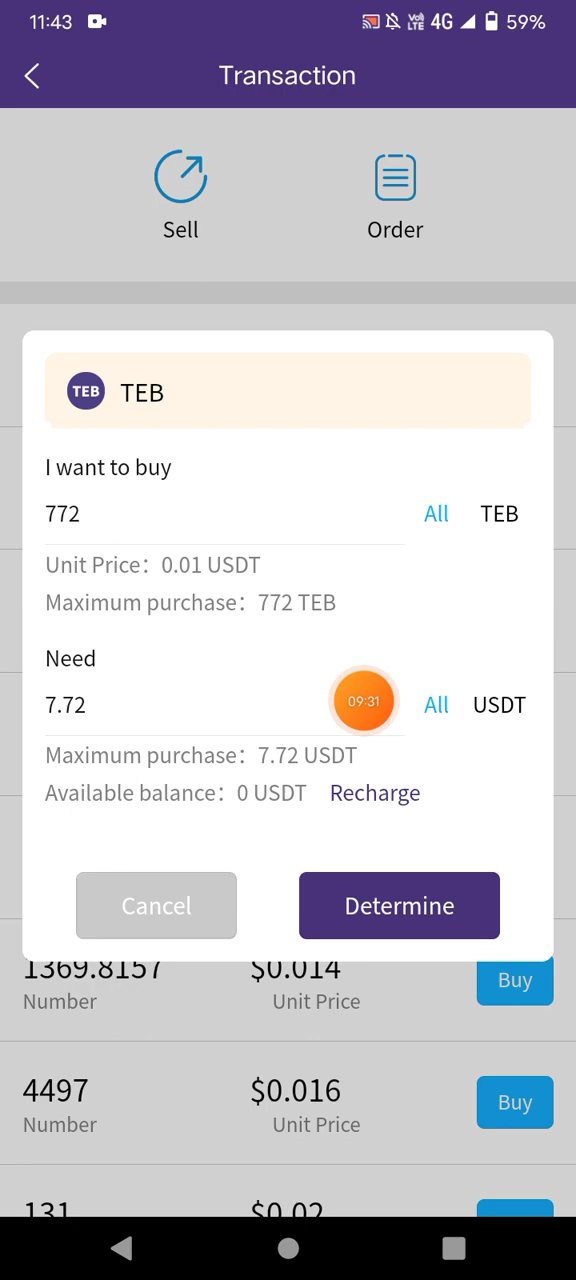 11:43 Vo) LTE 4G 59%
Transaction
Sell Order
TEB TEB
I want to buy
772 All TEB
Unit Price: 0.01 USDT
Maximum purchase: 772 TEB
Need
7.72 09:31 All USDT
Maximum purchase: 7.72 USDT
Available balance: 0 USDT Recharge
Cancel Determine
1369.8157 $0.014 Buy
Number Unit Price
4497 $0.016 Buy
Number Unit Price
131 $0.02